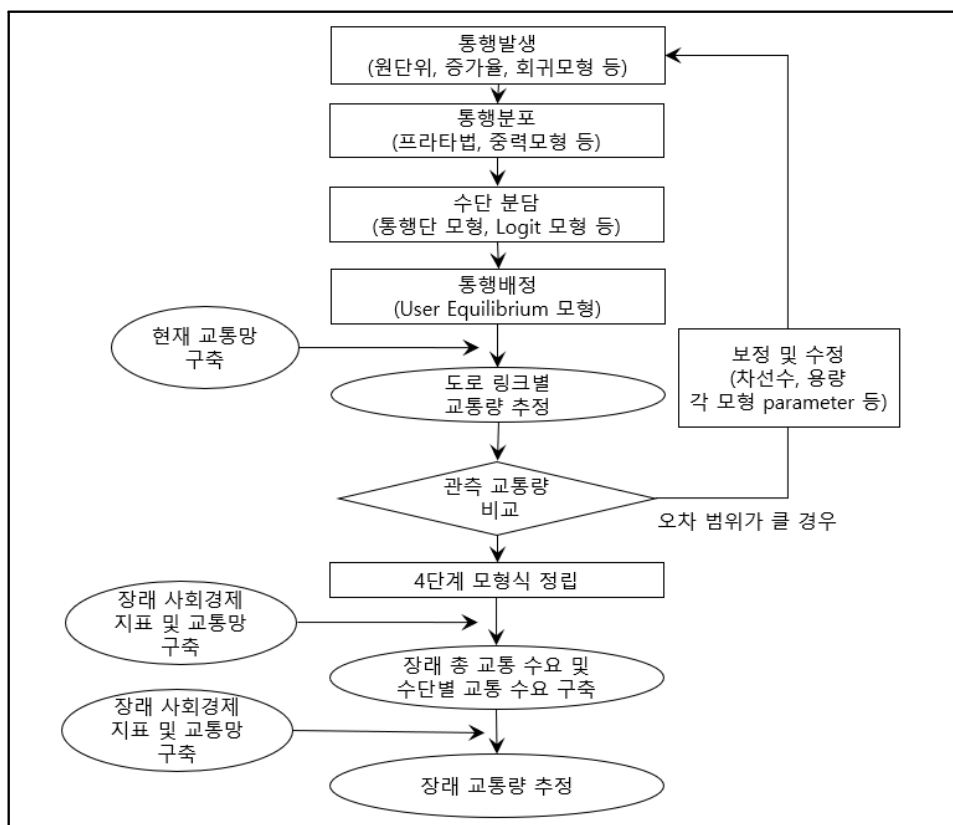 통행발생
(원단위, 증가율, 회귀모형 등)
통행분포
(프라타법, 중력모형 등)
수단 분담
(통행단 모형, Logit 모형 등)
통행배정
(User Equilibrium 모형)
현재 교통망
구축
보정 및 수정
(차선수, 용량
각 모형 parameter 등)
도로 링크별
교통량 추정
관측 교통량
비교
오차 범위가 클 경우
4단계 모형식 정립
장래 사회경제
지표 및 교통망
구축
장래 총 교통 수요 및
수단별 교통 수요 구축
장래 사회경제
지표 및 교통망
구축
장래 교통량 추정